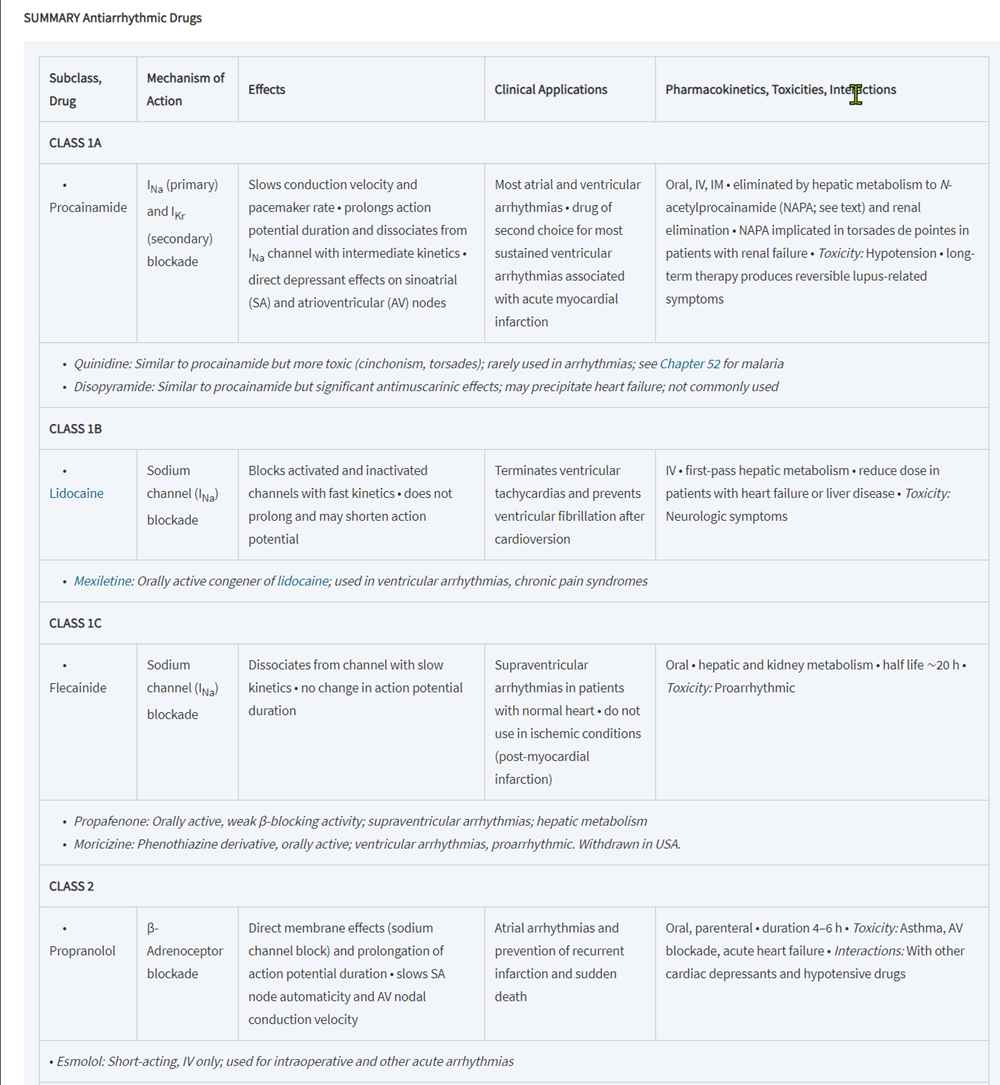 SUMMARY Antiarrhythmic Drugs
Subclass, Drug
Mechanism of Action
Effects
Clinical Applications
Pharmacokinetics, Toxicities, Interactions
CLASS 1A
• Procainamide
INa (primary)
and IKr
(secondary)
blockade
Slows conduction velocity and
pacemaker rate • prolongs action
potential duration and dissociates from
INa channel with intermediate kinetics •
direct depressant effects on sinoatrial
(SA) and atrioventricular (AV) nodes
Most atrial and ventricular
arrhythmias • drug of
second choice for most
sustained ventricular
arrhythmias associated
with acute myocardial
infarction
Oral, IV, IM • eliminated by hepatic metabolism to N-
acetylprocainamide (NAPA; see text) and renal
elimination • NAPA implicated in torsades de pointes in
patients with renal failure • Toxicity: Hypotension • long-
term therapy produces reversible lupus-related
symptoms
• Quinidine: Similar to procainamide but more toxic (cinchonism, torsades); rarely used in arrhythmias; see Chapter 52 for malaria
• Disopyramide: Similar to procainamide but significant antimuscarinic effects; may precipitate heart failure; not commonly used
CLASS 1B
• Lidocaine
Sodium
channel (INa)
blockade
Blocks activated and inactivated
channels with fast kinetics • does not
prolong and may shorten action
potential
Terminates ventricular
tachycardias and prevents
ventricular fibrillation after
cardioversion
IV • first-pass hepatic metabolism • reduce dose in
patients with heart failure or liver disease • Toxicity:
Neurologic symptoms
• Mexiletine: Orally active congener of lidocaine; used in ventricular arrhythmias, chronic pain syndromes
CLASS 1C
• Flecainide
Sodium
channel (INa)
blockade
Dissociates from channel with slow
kinetics • no change in action potential
duration
Supraventricular
arrhythmias in patients
with normal heart • do not
use in ischemic conditions
(post-myocardial
infarction)
Oral • hepatic and kidney metabolism • half life ~20 h •
Toxicity: Proarrhythmic
• Propafenone: Orally active, weak β-blocking activity; supraventricular arrhythmias; hepatic metabolism
• Moricizine: Phenothiazine derivative, orally active; ventricular arrhythmias, proarrhythmic. Withdrawn in USA.
CLASS 2
• Propranolol
β-
Adrenoceptor
blockade
Direct membrane effects (sodium
channel block) and prolongation of
action potential duration • slows SA
node automaticity and AV nodal
conduction velocity
Atrial arrhythmias and
prevention of recurrent
infarction and sudden
death
Oral, parenteral • duration 4–6 h • Toxicity: Asthma, AV
blockade, acute heart failure • Interactions: With other
cardiac depressants and hypotensive drugs
• Esmolol: Short-acting, IV only; used for intraoperative and other acute arrhythmias